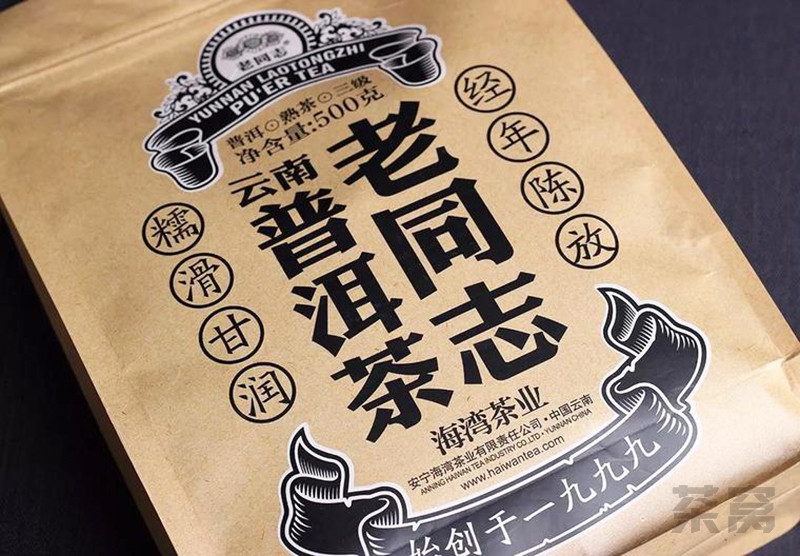 老同志
YUNNAN LAOTONGZHI
PU'ER TEA
普洱⊙熟茶⊙三级
净含量:500克
经年陈放
老同志
云南
普洱茶
糯滑甘润
海湾茶业
安宁海湾茶业有限责任公司·中国云南
ANNING HAIWAN TEA INDUSTRY CO.,LTD·YUNNAN CHINA
www.haiwantea.com
始创于一九九九
茶窝